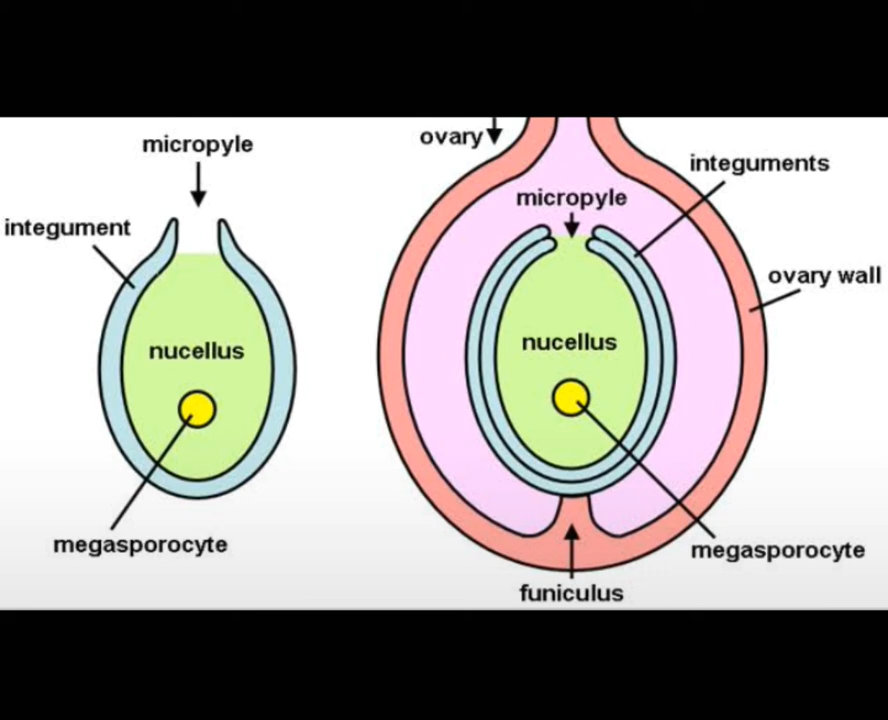 micropyle
integument
nucellus
megasporocyte
ovary
integuments
micropyle
ovary wall
nucellus
megasporocyte
funiculus